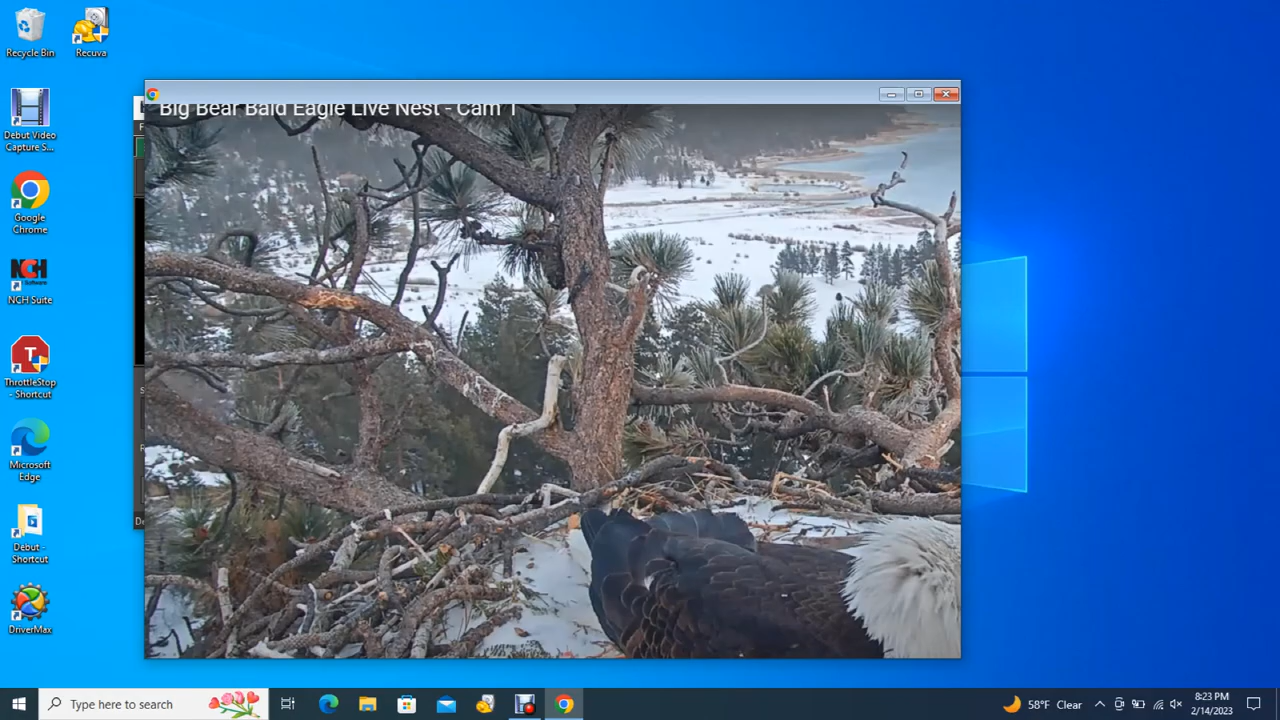 Recycle Bin
Recuva
Debut Video
Capture S...
Google
Chrome
NCH
NCH Suite
T
ThrottleStop
- Shortcut
Microsoft
Edge
Debut -
Shortcut
DriverMax
Big Bear Bald Eagle Live Nest - Cam 1
Type here to search
58°F Clear
8:23 PM
2/14/2023